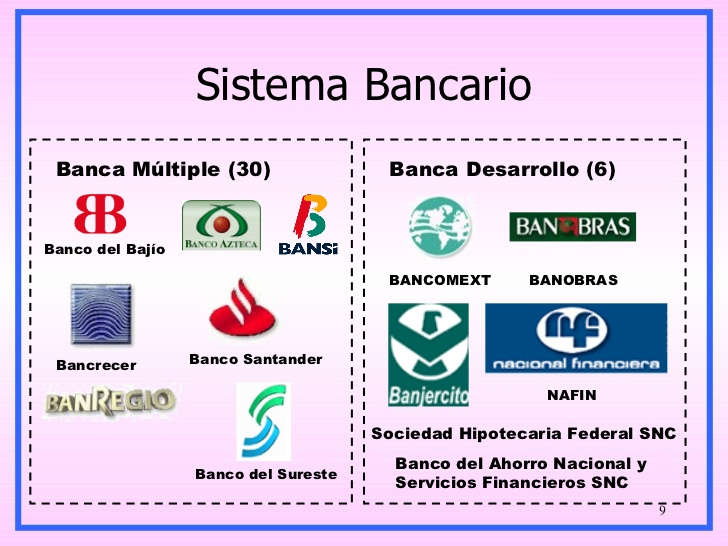 Sistema Bancario
Banca Múltiple (30)
BB
Banco del Bajío
BANCO AZTECA
BANSi
Bancrecer
Banco Santander
BANREGIO
Banco del Sureste
Banca Desarrollo (6)
BANCOMEXT
BANOBRAS
BANOBRAS
Banjercito
nf
nacional financiera
NAFIN
Sociedad Hipotecaria Federal SNC
Banco del Ahorro Nacional y
Servicios Financieros SNC
9